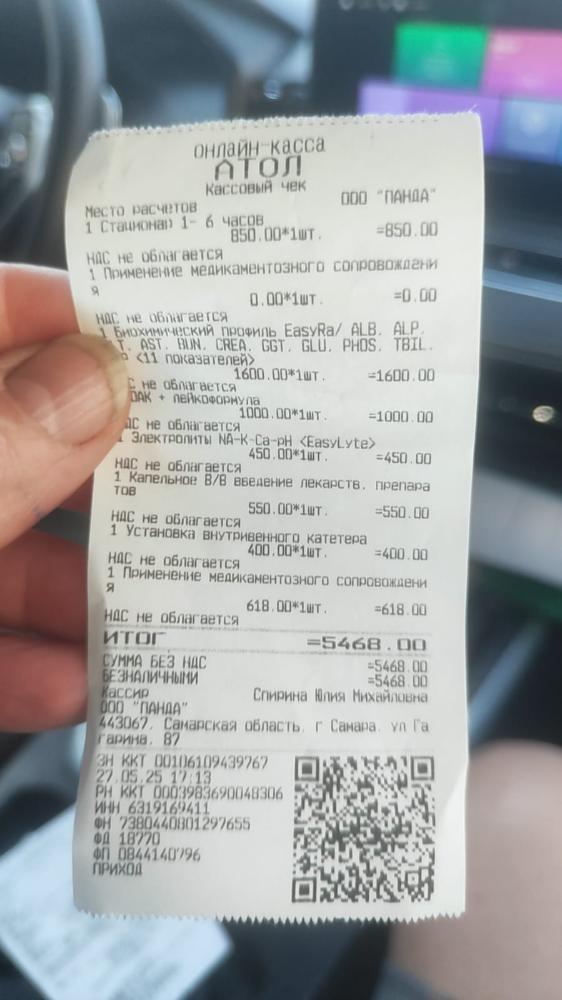 ОНЛАЙН-КАССА
АТОЛ
Кассовый чек
Место расчетов ООО "ПАНДА"
1 Стационар 1- 6 часов
850.00*1шт. =850.00
НДС не облагается
1 Применение медикаментозного сопровождени
я
0.00*1шт. =0.00
НДС не облагается
1 Биохимический профиль EasyRa/ ALB. ALP.
T. AST. BUN. CREA. GGT. GLU. PHOS. TBIL.
<11 показателей>
1600.00*1шт. =1600.00
не облагается
ОАК + лейкоформула
1000.00*1шт. =1000.00
не облагается
Электролиты NA-K-Ca-pH <EasyLyte>
450.00*1шт. =450.00
НДС не облагается
1 Капельное В/В введение лекарств. препара
тов
550.00*1шт. =550.00
НДС не облагается
1 Установка внутривенного катетера
400.00*1шт. =400.00
НДС не облагается
1 Применение медикаментозного сопровождени
я
618.00*1шт. =618.00
НДС не облагается
ИТОГ =5468.00
СУММА БЕЗ НДС =5468.00
БЕЗНАЛИЧНЫМИ =5468.00
Кассир Спирина Юлия Михайловна
ООО "ПАНДА"
443067. Самарская область. г Самара. ул Га
гарина. 87
ЗН ККТ 00106109439767
27.05.25 17:13
РН ККТ 0003983690048306
ИНН 6319169411
ФН 7380440801297655
ФД 18770
ФП 0844140796
ПРИХОД